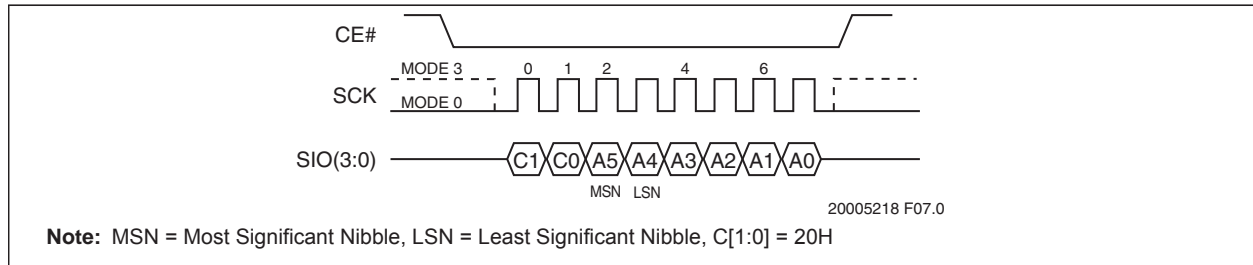 CE#
MODE 3 0 1 2 4 6
SCK
MODE 0
SIO(3:0) C1 C0 A5 A4 A3 A2 A1 A0
MSN LSN
20005218 F07.0
Note: MSN = Most Significant Nibble, LSN = Least Significant Nibble, C[1:0] = 20H